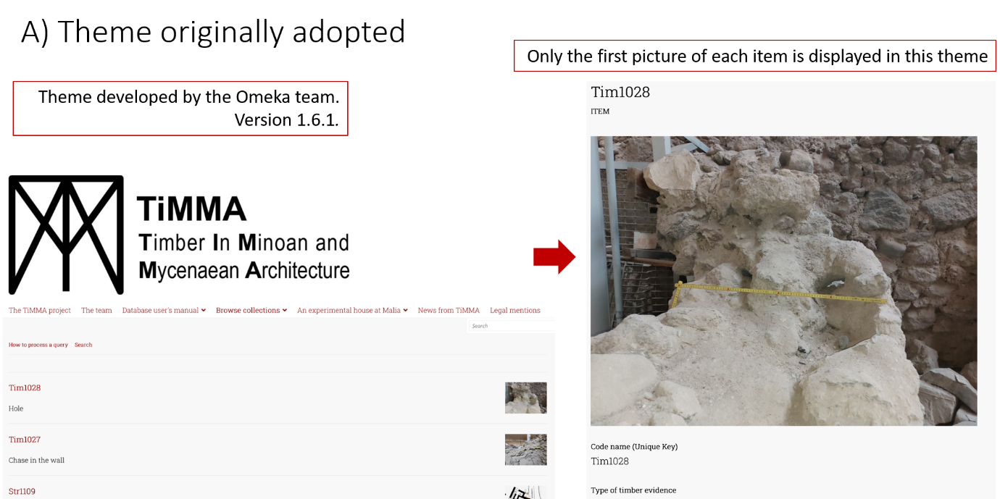 A) Theme originally adopted
Only the first picture of each item is displayed in this theme
Theme developed by the Omeka team.
Version 1.6.1.
TiMMA
Timber In Minoan and
Mycenaean Architecture
The TiMMA project The team Database user's manual Browse collections An experimental house at Malia News from TiMMA Legal mentions
Search
How to process a query Search
Tim1028
Hole
Tim1027
Chase in the wall
Str1109
Tim1028
ITEM
Code name (Unique Key)
Tim1028
Type of timber evidence